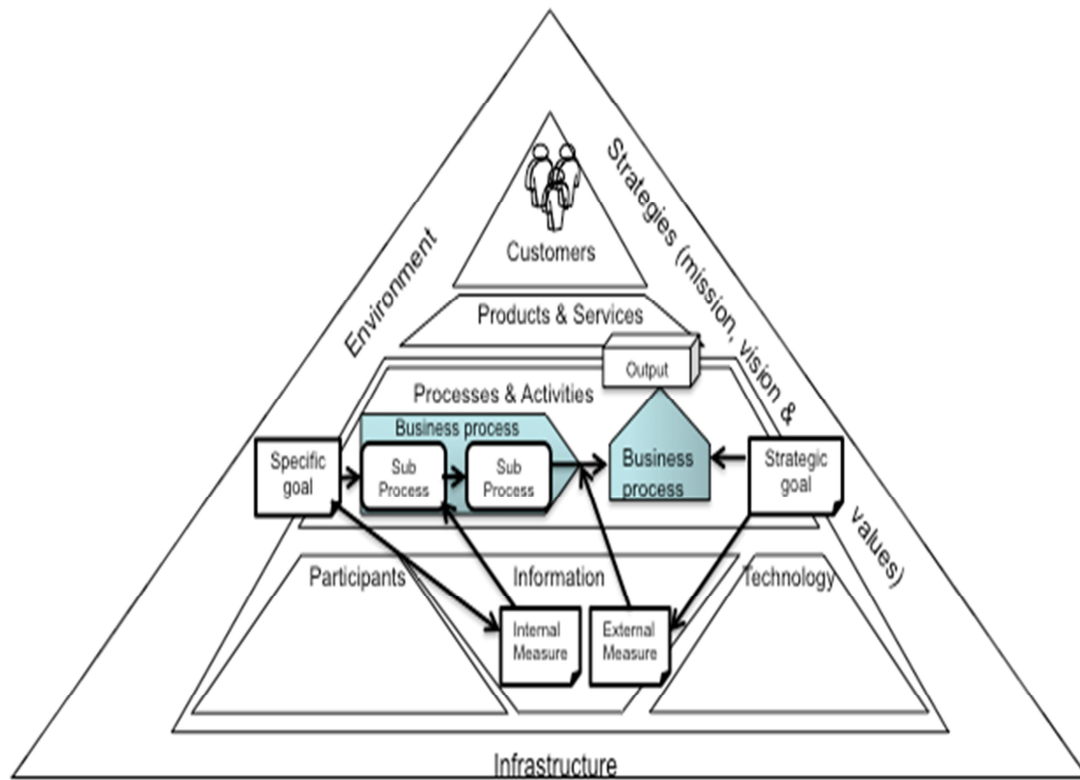 Customers
Environment
Strategies (mission, vision & values)
Products & Services
Output
Processes & Activities
Business process
Specific
goal
Sub
Process
Sub
Process
Business
process
Strategic
goal
Participants
Information
Technology
Internal
Measure
External
Measure
Infrastructure